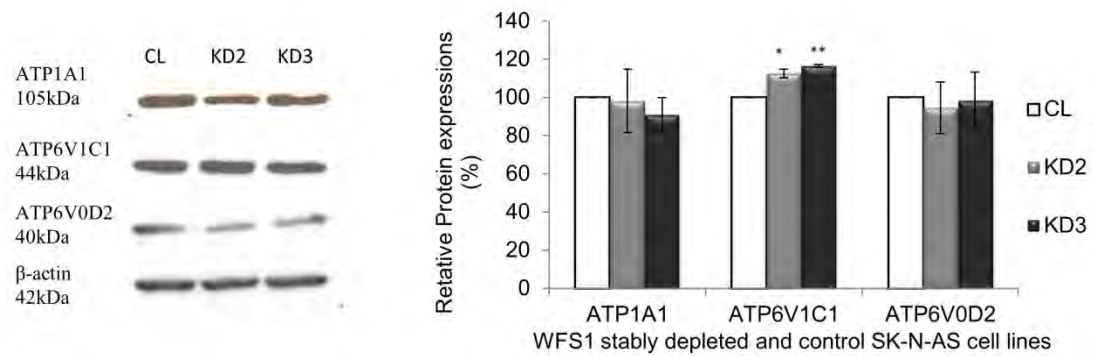 CL KD2 KD3
ATP1A1
105kDa
ATP6V1C1
44kDa
ATP6V0D2
40kDa
β-actin
42kDa
Retative Protein expressions
(%)
140
120
100
80
60
40
20
0
* **
ATP1A1 ATP6V1C1 ATP6V0D2
WFS1 stably depleted and control SK-N-AS cell lines
CL
KD2
KD3